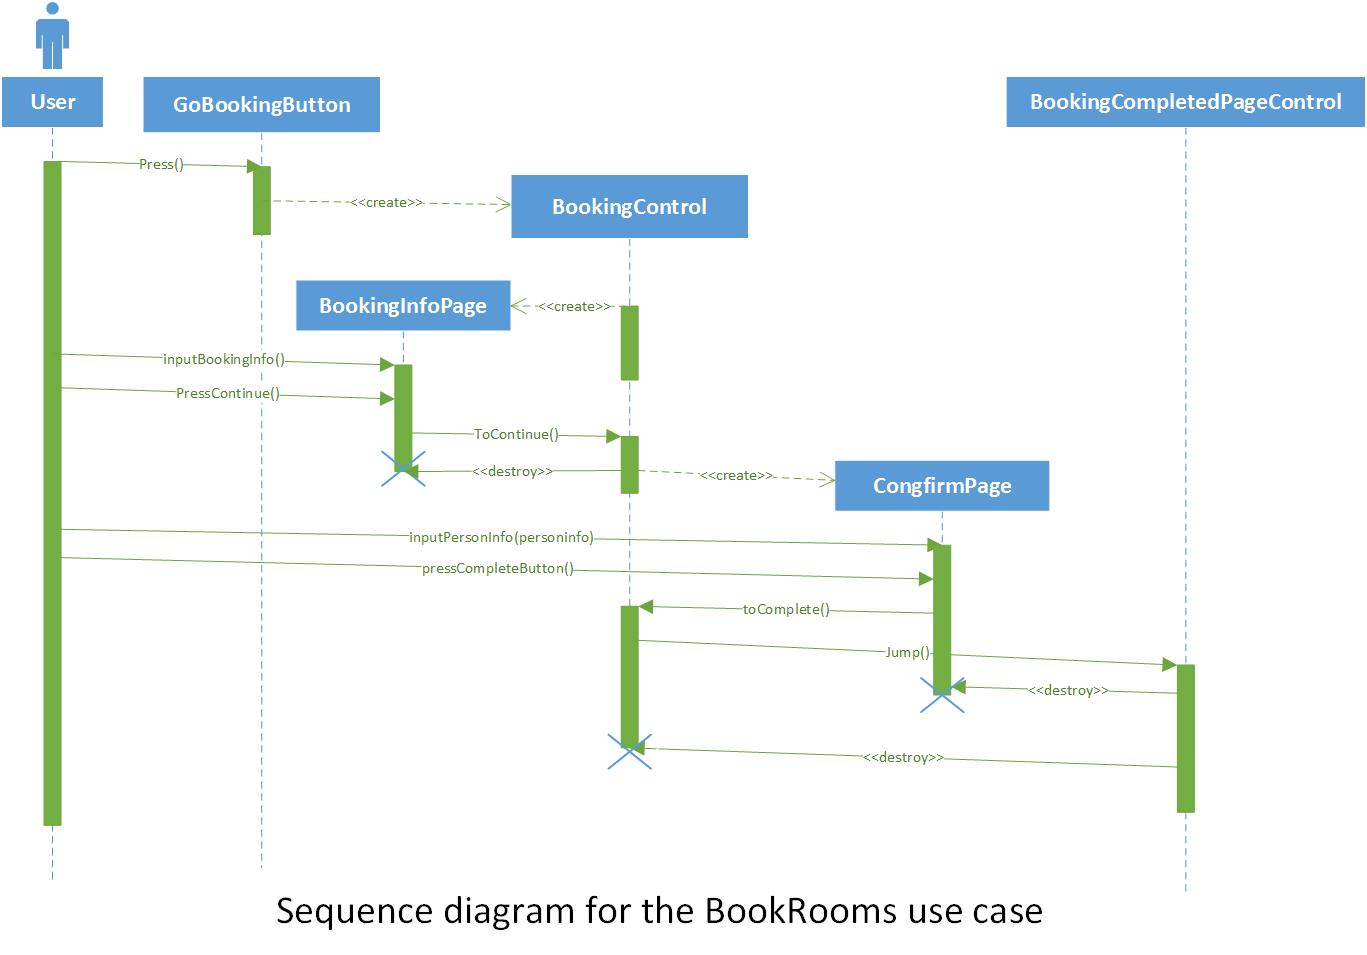 User
GoBookingButton
BookingCompletedPageControl
Press()
<<create>>
BookingControl
BookingInfoPage
<<create>>
inputBookingInfo()
PressContinue()
ToContinue()
<<destroy>>
<<create>>
CongfirmPage
inputPersonInfo(personinfo)
pressCompleteButton()
toComplete()
Jump()
<<destroy>>
<<destroy>>
Sequence diagram for the BookRooms use case